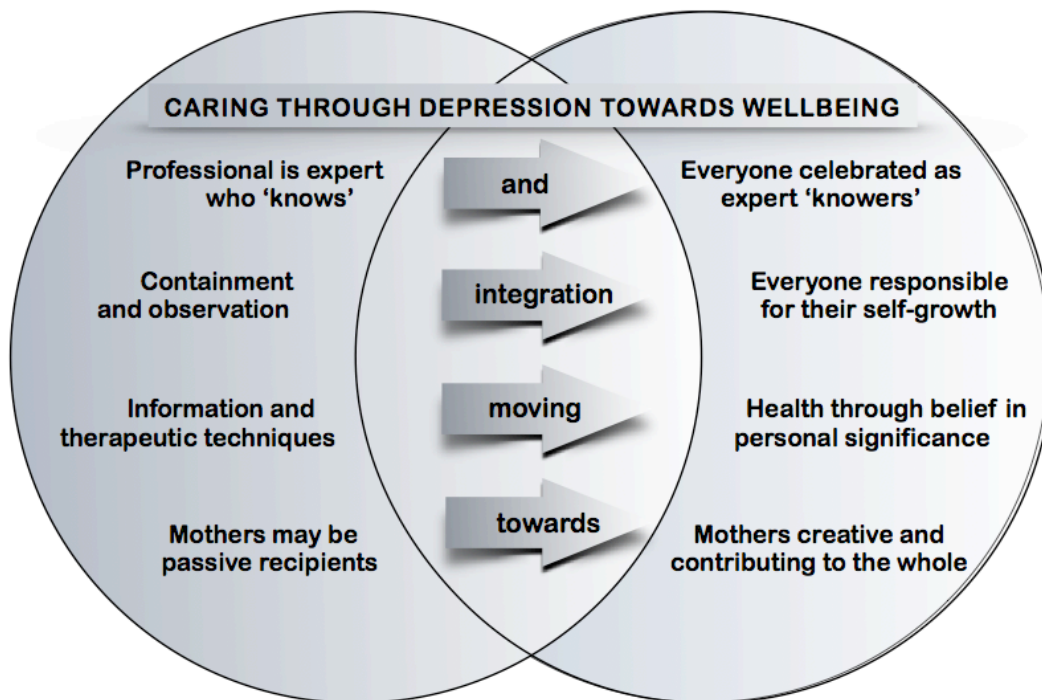 CARING THROUGH DEPRESSION TOWARDS WELLBEING
Professional is expert
who ‘knows’
and
Everyone celebrated as
expert ‘knowers’
Containment
and observation
integration
Everyone responsible
for their self-growth
Information and
therapeutic techniques
moving
Health through belief in
personal significance
Mothers may be
passive recipients
towards
Mothers creative and
contributing to the whole